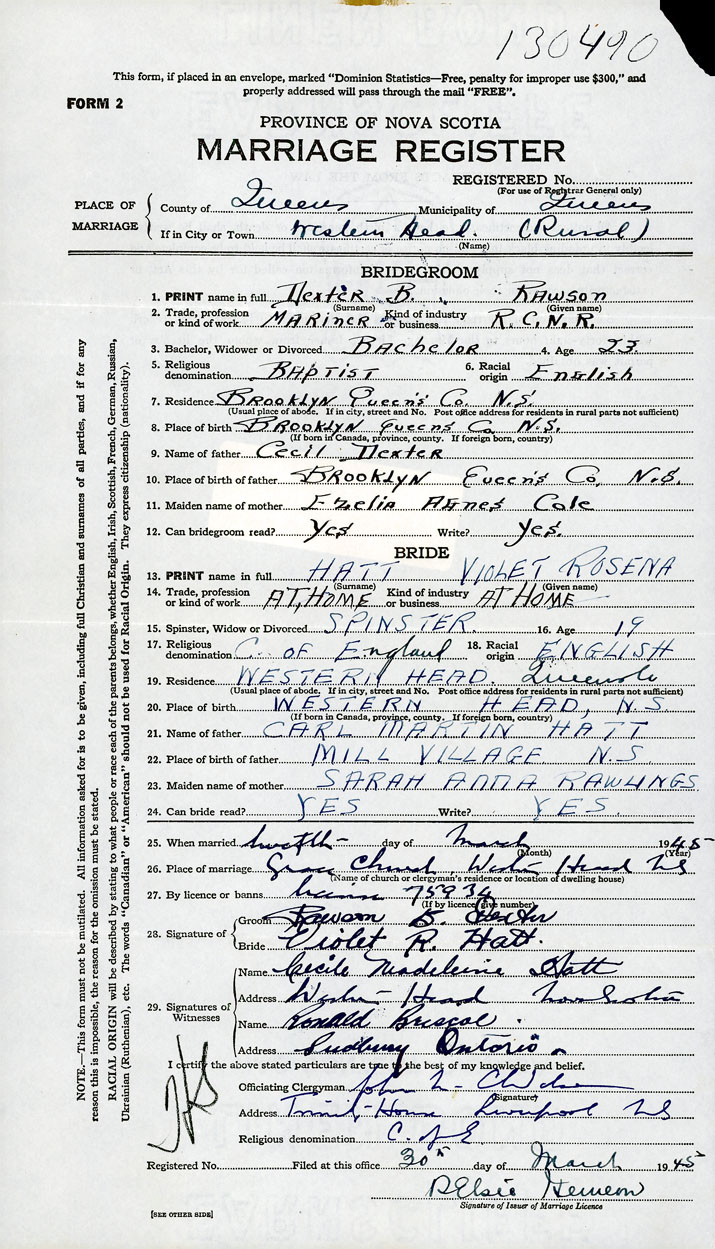 130490
This form, if placed in an envelope, marked "Dominion Statistics—Free, penalty for improper use $300," and
properly addressed will pass through the mail "FREE".
FORM 2
PROVINCE OF NOVA SCOTIA
MARRIAGE REGISTER
REGISTERED No.
(For use of Registrar General only)
PLACE OF MARRIAGE
County of Queens Municipality of Queens
If in City or Town Western Head. (Rural)
(Name)
BRIDEGROOM
1. PRINT name in full Dexter B. Rawson
(Surname) (Given name)
2. Trade, profession or kind of work MARINER Kind of industry or business R.C.N.R.
3. Bachelor, Widower or Divorced BACHELOR 4. Age 23.
5. Religious denomination BAPTIST 6. Racial origin English
7. Residence BROOKLYN Queen's Co. N.S.
(Usual place of abode. If in city, street and No. Post office address for residents in rural parts not sufficient)
8. Place of birth BROOKLYN Queens Co N.S.
(If born in Canada, province, county. If foreign born, country)
9. Name of father Cecil Dexter
10. Place of birth of father BROOKLYN Queen's Co, N.S.
11. Maiden name of mother Ezelia Agnes Cole
12. Can bridegroom read? Yes Write? Yes.
BRIDE
13. PRINT name in full HATT VIOLET ROSENA
(Surname) (Given name)
14. Trade, profession or kind of work AT HOME Kind of industry or business AT HOME
15. Spinster, Widow or Divorced SPINSTER 16. Age 19
17. Religious denomination C. OF England 18. Racial origin ENGLISH
19. Residence WESTERN HEAD.
(Usual place of abode. If in city, street and No. Post office address for residents in rural parts not sufficient)
20. Place of birth WESTERN HEAD, N.S
(If born in Canada, province, county. If foreign born, country)
21. Name of father CARL MARTIN HATT
22. Place of birth of father MILL VILLAGE N.S
23. Maiden name of mother SARAH ANNA RAWLINGS
24. Can bride read? YES Write? YES.
25. When married twelfth day of March 1945
(Month) (Year)
26. Place of marriage Grace Church, Western Head NS
(Name of church or clergyman's residence or location of dwelling house)
27. By licence or banns 75934
(If by licence give number)
28. Signature of
Groom Rawson B. Dexter
Bride Violet R. Hatt.
29. Signatures of Witnesses
Name Cecile Madeleine Hatt
Address Western Head Nova Scotia
Name Ronald Briscoe
Address Sudbury Ontario
I certify the above stated particulars are true to the best of my knowledge and belief.
Officiating Clergyman John
(Signature)
Address Liverpool NS
Religious denomination C. of E.
Registered No. Filed at this office 30th day of March 1945
Elsie
Signature of Issuer of Marriage Licence
[SEE OTHER SIDE]
NOTE.—This form must not be mutilated. All information asked for is to be given, including full Christian and surnames of all parties, and if for any
reason this is impossible, the reason for the omission must be stated.
RACIAL ORIGIN will be described by stating to what people or race each of the parents belongs, whether English, Irish, Scottish, French, German, Russian,
Ukrainian (Ruthenian), etc. The words "Canadian" or "American" should not be used for Racial Origin. They express citizenship (nationality).